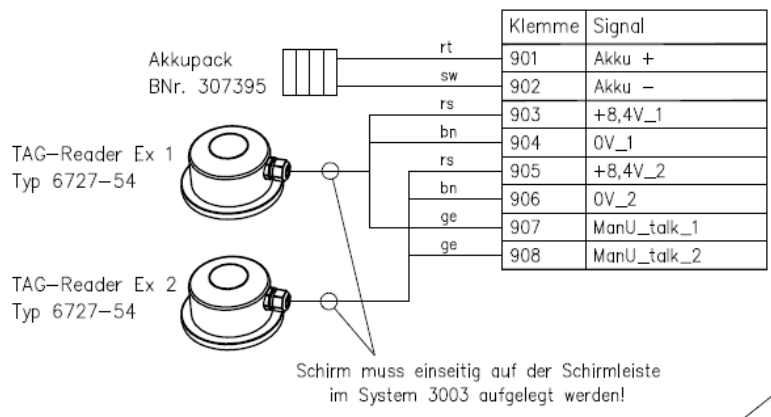 Klemme Signal
Akkupack
BNr. 307395
rt 901 Akku +
sw 902 Akku −
rs 903 +8,4V_1
bn 904 0V_1
TAG−Reader Ex 1
Typ 6727−54
rs 905 +8,4V_2
bn 906 0V_2
ge 907 ManU_talk_1
ge 908 ManU_talk_2
TAG−Reader Ex 2
Typ 6727−54
Schirm muss einseitig auf der Schirmleiste
im System 3003 aufgelegt werden!